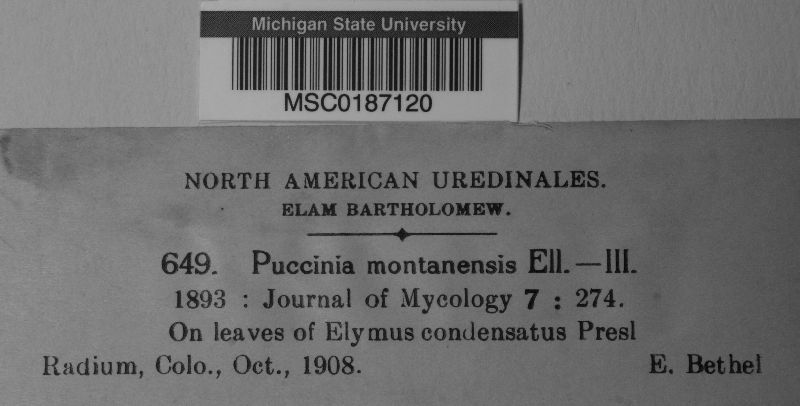 Michigan State University
MSC0187120
NORTH AMERICAN UREDINALES.
ELAM BARTHOLOMEW.
649. Puccinia montanensis Ell.—III.
1893 : Journal of Mycology 7 : 274.
On leaves of Elymus condensatus Presl
Radium, Colo., Oct., 1908. E. Bethel